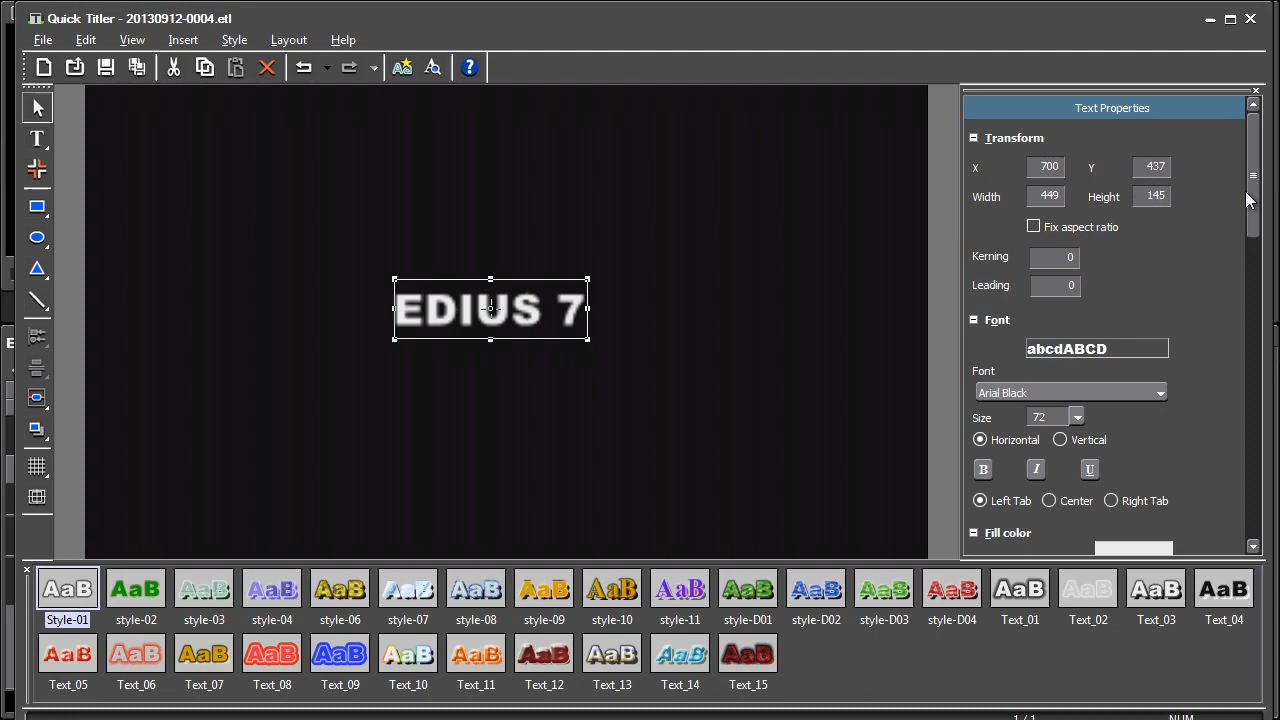 Quick Titler - 20130912-0004.etl
File Edit View Insert Style Layout Help
Text Properties
Transform
X 700 Y 437
Width 449 Height 145
Fix aspect ratio
Kerning 0
Leading 0
Font
abcdABCD
Font
Arial Black
Size 72
Horizontal Vertical
B I U
Left Tab Center Right Tab
Fill color
EDIUS 7
AaB AaB AaB AaB AaB AaB AaB AaB AaB AaB AaB AaB AaB AaB AaB AaB AaB AaB
Style-01 style-02 style-03 style-04 style-06 style-07 style-08 style-09 style-10 style-11 style-D01 style-D02 style-D03 style-D04 Text_01 Text_02 Text_03 Text_04
AaB AaB AaB AaB AaB AaB AaB AaB AaB AaB AaB
Text_05 Text_06 Text_07 Text_08 Text_09 Text_10 Text_11 Text_12 Text_13 Text_14 Text_15
1 / 1 NUM